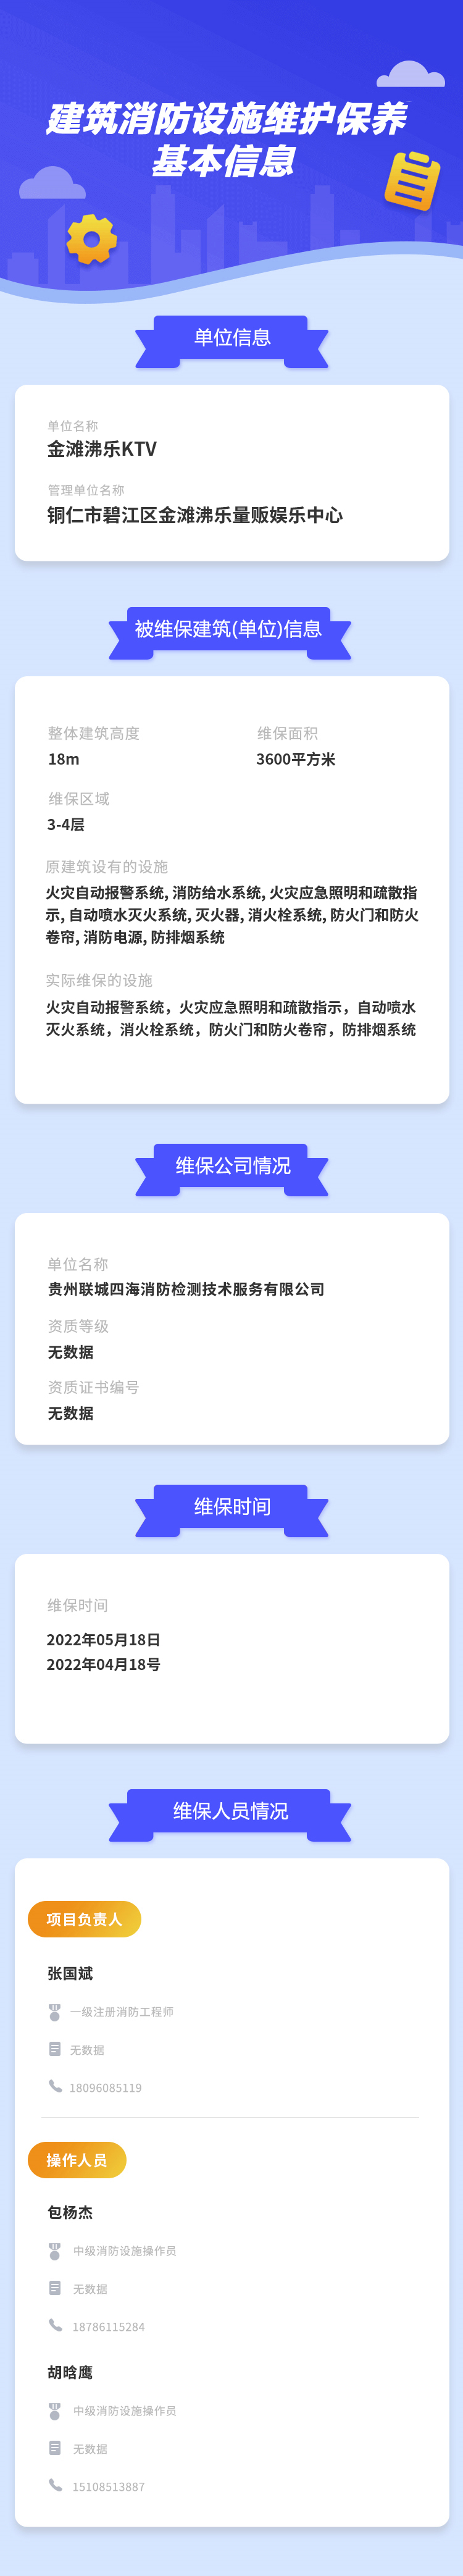 建筑消防设施维护保养
基本信息
单位信息
单位名称
金滩沸乐KTV
管理单位名称
铜仁市碧江区金滩沸乐量贩娱乐中心
被维保建筑(单位)信息
整体建筑高度 维保面积
18m 3600平方米
维保区域
3-4层
原建筑设有的设施
火灾自动报警系统, 消防给水系统, 火灾应急照明和疏散指
示, 自动喷水灭火系统, 灭火器, 消火栓系统, 防火门和防火
卷帘, 消防电源, 防排烟系统
实际维保的设施
火灾自动报警系统，火灾应急照明和疏散指示，自动喷水
灭火系统，消火栓系统，防火门和防火卷帘，防排烟系统
维保公司情况
单位名称
贵州联城四海消防检测技术服务有限公司
资质等级
无数据
资质证书编号
无数据
维保时间
维保时间
2022年05月18日
2022年04月18号
维保人员情况
项目负责人
张国斌
一级注册消防工程师
无数据
18096085119
操作人员
包杨杰
中级消防设施操作员
无数据
18786115284
胡晗鹰
中级消防设施操作员
无数据
15108513887